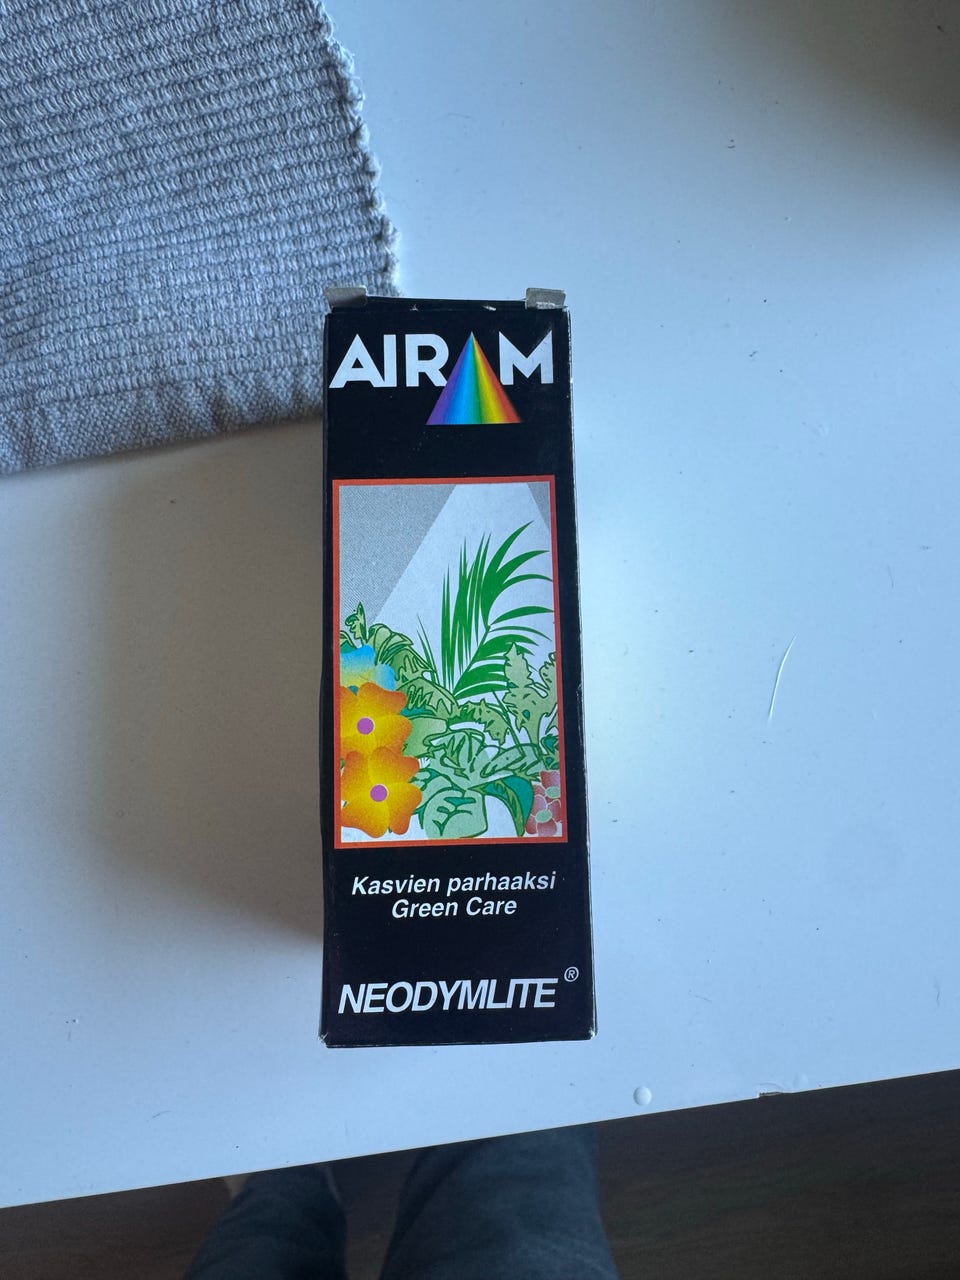 AIRAM
Kasvien parhaaksi
Green Care
NEODYMLITE®